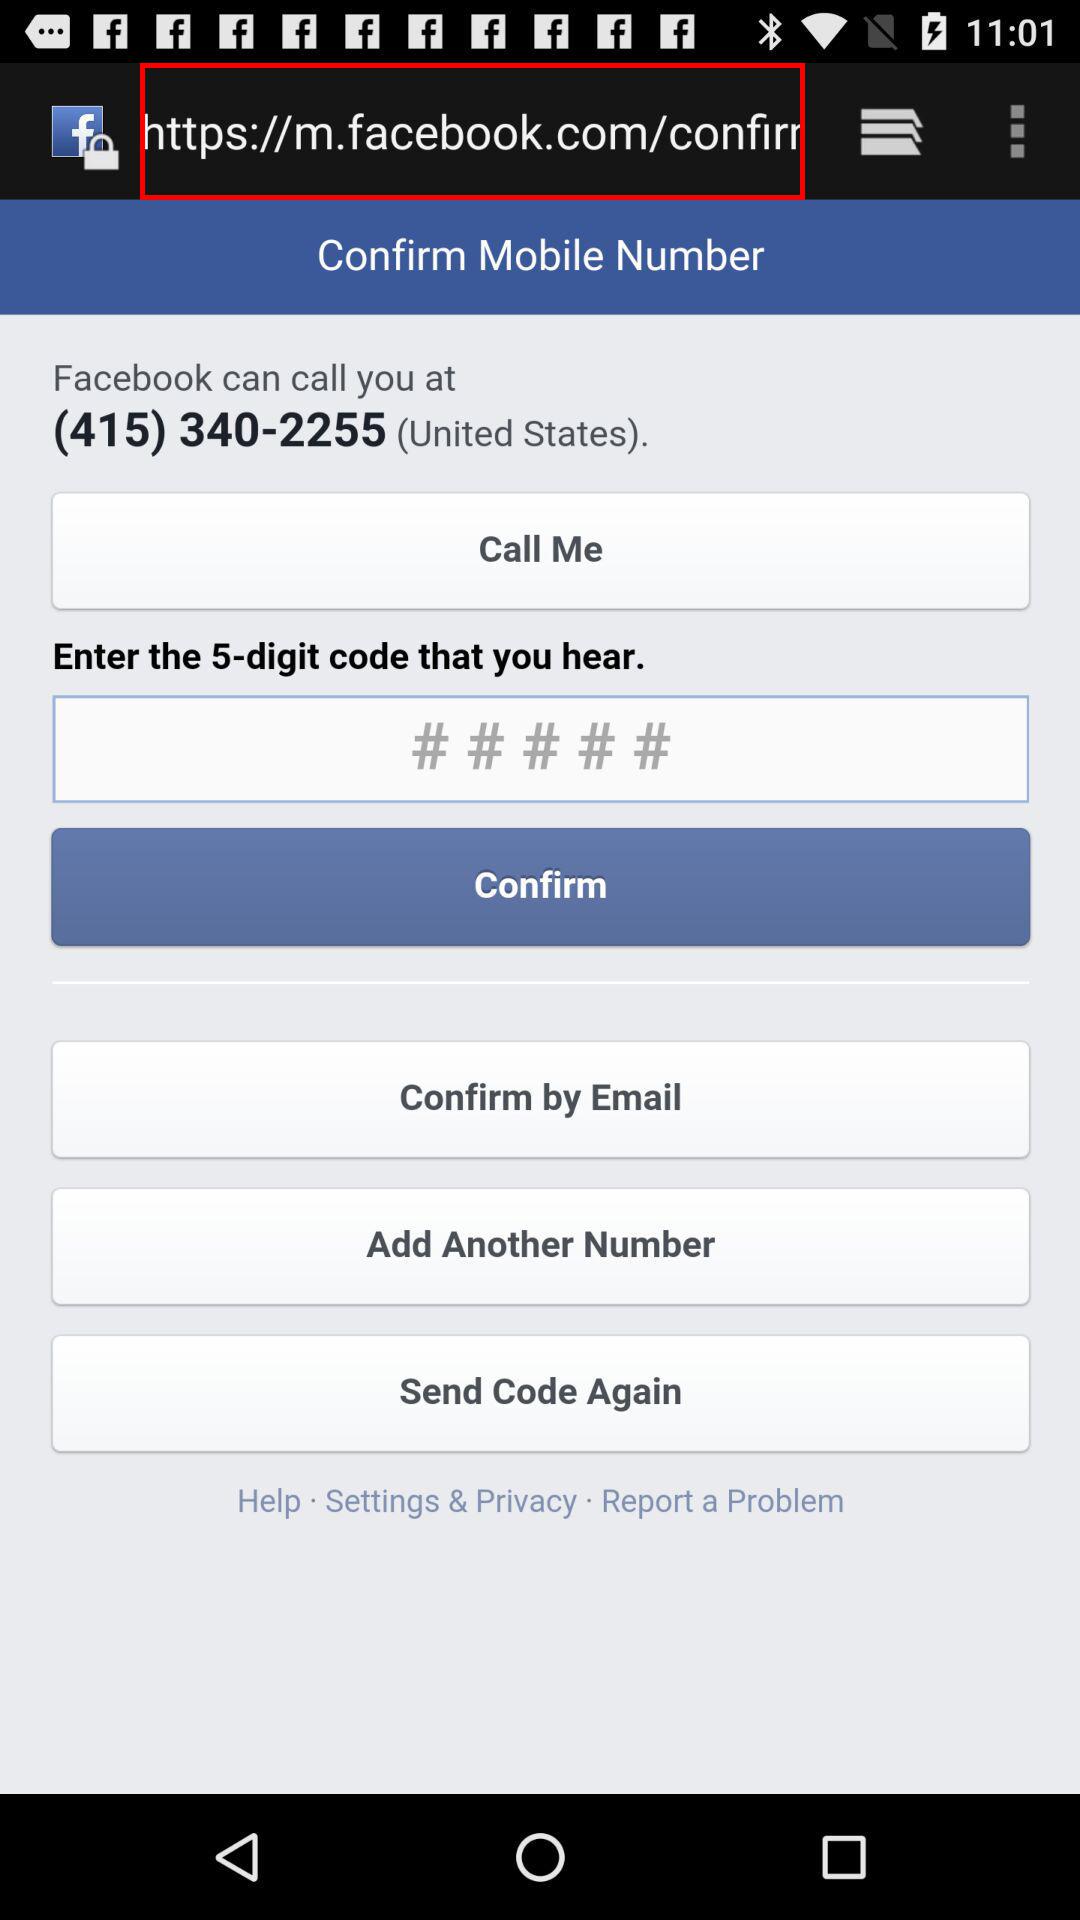 11:01
https://m.facebook.com/confirm
Confirm Mobile Number
Facebook can call you at
(415) 340-2255 (United States).
Call Me
Enter the 5-digit code that you hear.
# # # # #
Confirm
Confirm by Email
Add Another Number
Send Code Again
Help · Settings & Privacy · Report a Problem